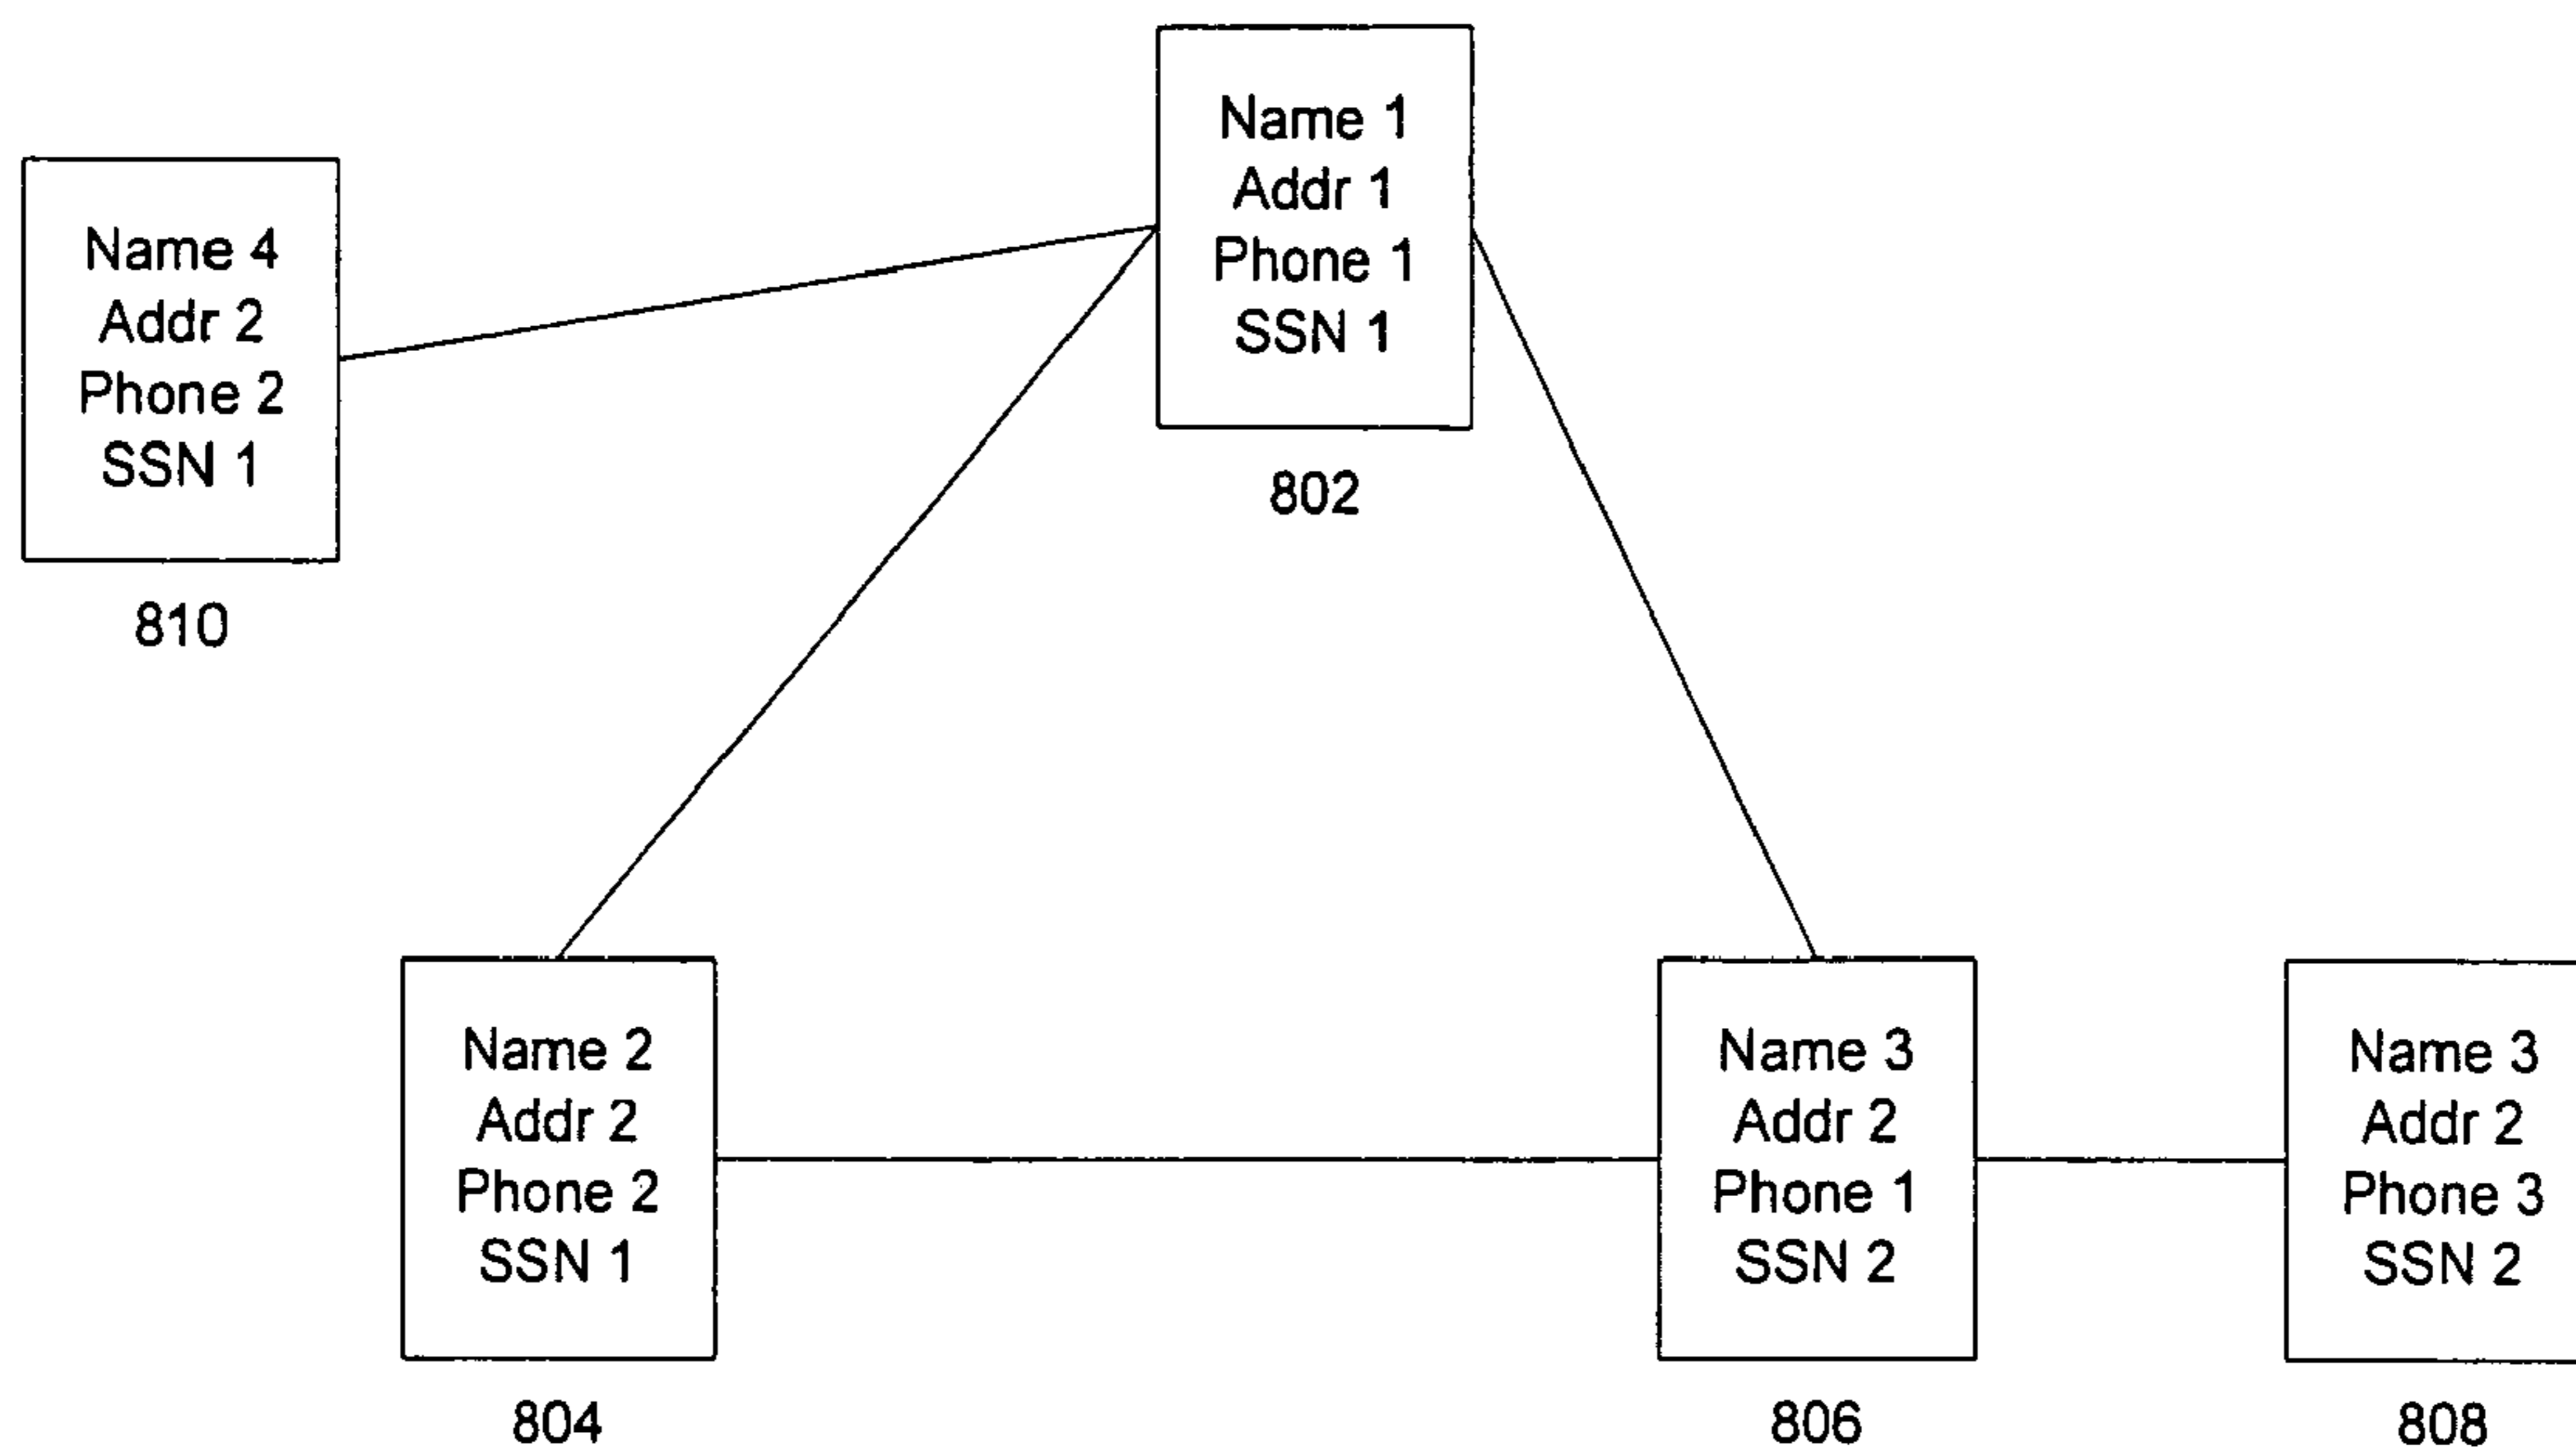 Name 1
Addr 1
Phone 1
SSN 1
802
Name 4
Addr 2
Phone 2
SSN 1
810
Name 2
Addr 2
Phone 2
SSN 1
804
Name 3
Addr 2
Phone 1
SSN 2
806
Name 3
Addr 2
Phone 3
SSN 2
808